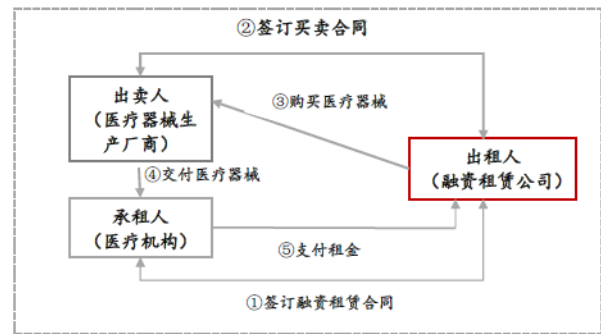 ②签订买卖合同
出卖人
（医疗器械生
产厂商）
③购买医疗器械
出租人
（融资租赁公司）
④交付医疗器械
承租人
（医疗机构）
⑤支付租金
①签订融资租赁合同